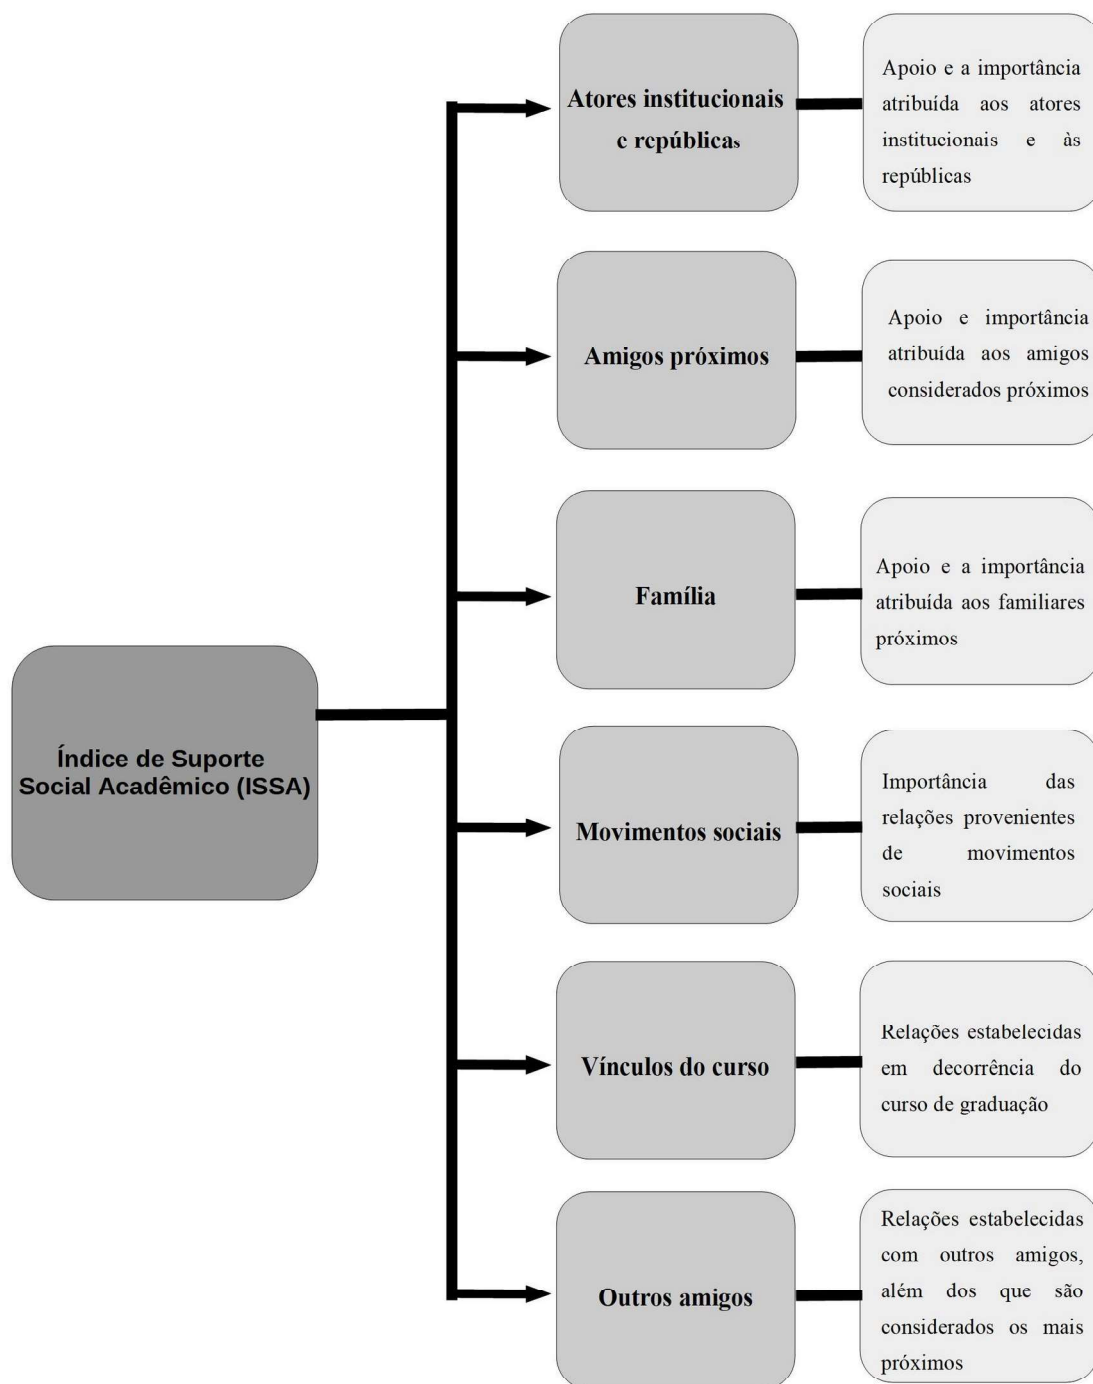 Atores institucionais
e repúblicas
Apoio e a importância
atribuída aos atores
institucionais e às
repúblicas
Amigos próximos
Apoio e importância
atribuída aos amigos
considerados próximos
Família
Apoio e a importância
atribuída aos familiares
próximos
Índice de Suporte
Social Acadêmico (ISSA)
Movimentos sociais
Importância das
relações provenientes
de movimentos
sociais
Vínculos do curso
Relações estabelecidas
em decorrência do
curso de graduação
Outros amigos
Relações estabelecidas
com outros amigos,
além dos que são
considerados os mais
próximos